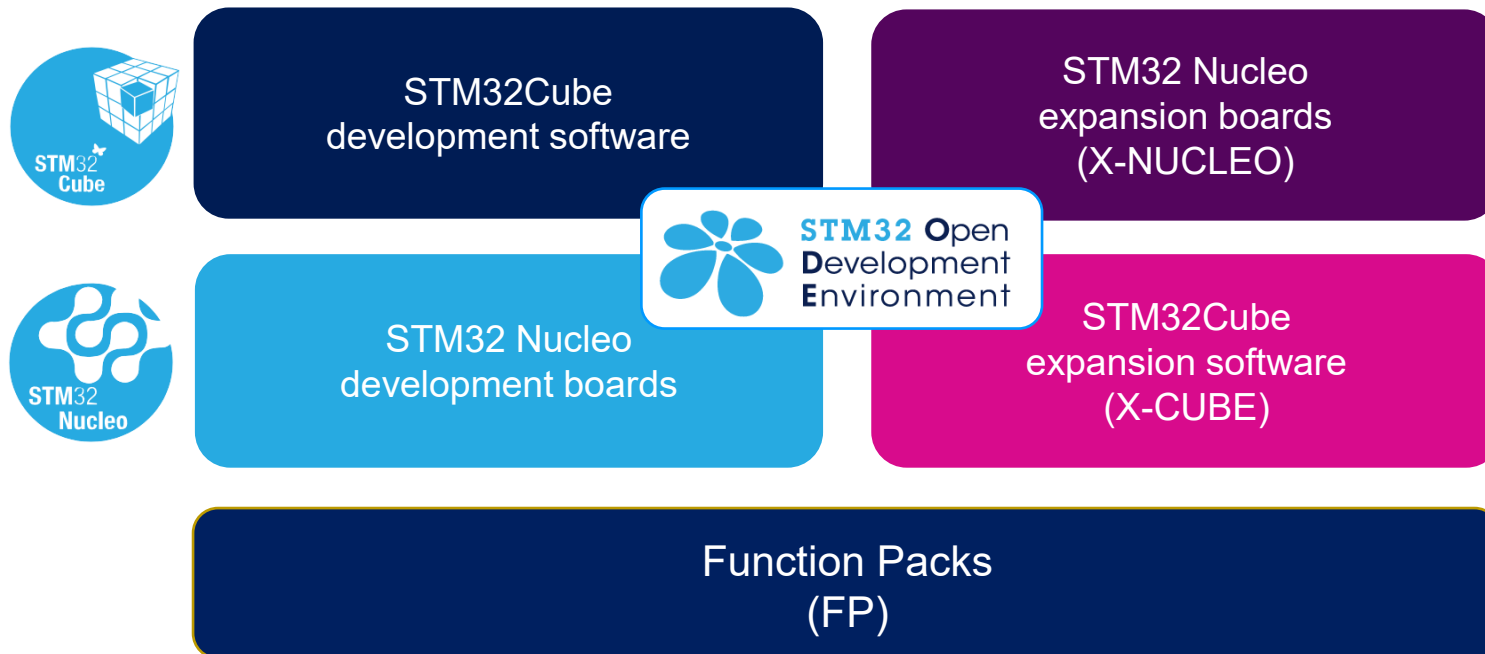 STM32
Cube
STM32Cube
development software
STM32 Nucleo
expansion boards
(X-NUCLEO)
STM32 Open
Development
Environment
STM32
Nucleo
STM32 Nucleo
development boards
STM32Cube
expansion software
(X-CUBE)
Function Packs
(FP)